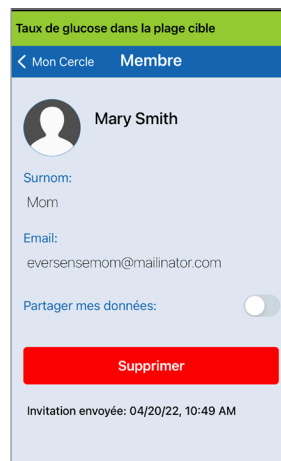 Taux de glucose dans la plage cible
Mon Cercle Membre
Mary Smith
Surnom:
Mom
Email:
eversensemom@mailinator.com
Partager mes données:
Supprimer
Invitation envoyée: 04/20/22, 10:49 AM